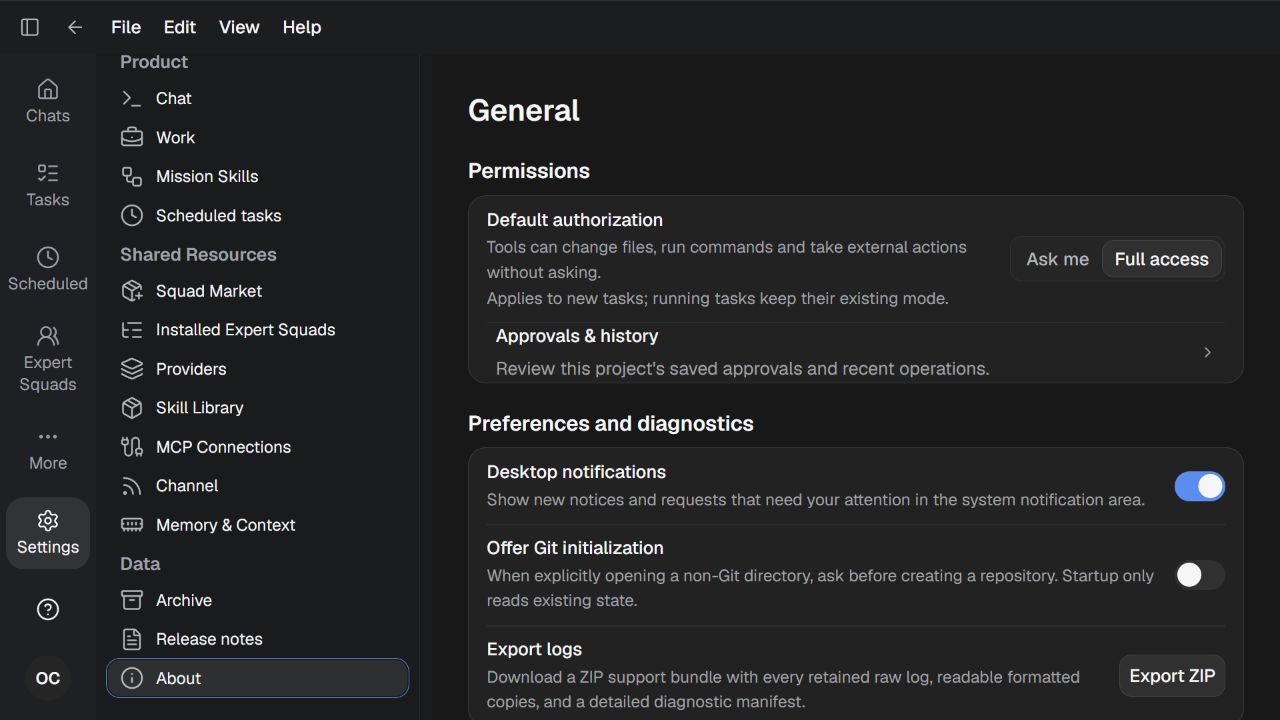 File Edit View Help
Chats
Tasks
Scheduled
Expert
Squads
More
Settings
OC
Product
Chat
Work
Mission Skills
Scheduled tasks
Shared Resources
Squad Market
Installed Expert Squads
Providers
Skill Library
MCP Connections
Channel
Memory & Context
Data
Archive
Release notes
About
General
Permissions
Default authorization
Tools can change files, run commands and take external actions
without asking.
Applies to new tasks; running tasks keep their existing mode.
Ask me Full access
Approvals & history
Review this project's saved approvals and recent operations.
Preferences and diagnostics
Desktop notifications
Show new notices and requests that need your attention in the system notification area.
Offer Git initialization
When explicitly opening a non-Git directory, ask before creating a repository. Startup only
reads existing state.
Export logs
Download a ZIP support bundle with every retained raw log, readable formatted
copies, and a detailed diagnostic manifest.
Export ZIP